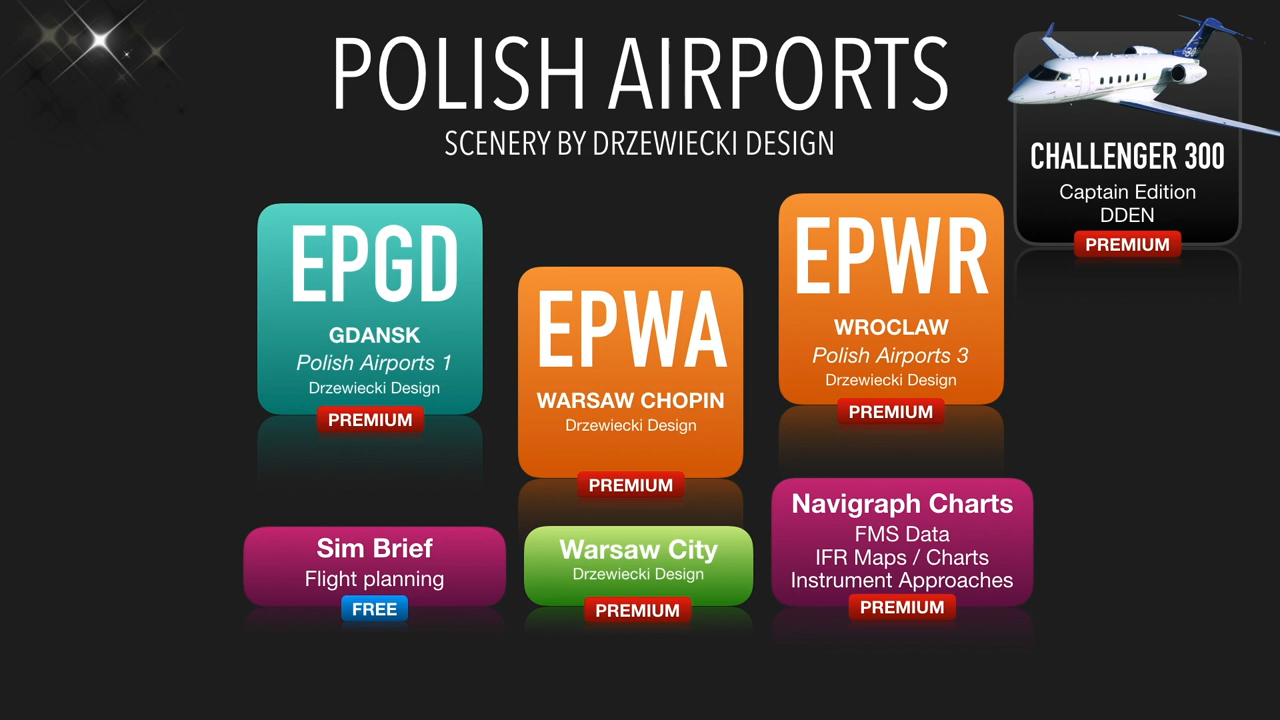 POLISH AIRPORTS
SCENERY BY DRZEWIECKI DESIGN
CHALLENGER 300
Captain Edition
DDEN
PREMIUM
EPGD
GDANSK
Polish Airports 1
Drzewiecki Design
PREMIUM
EPWA
WARSAW CHOPIN
Drzewiecki Design
PREMIUM
EPWR
WROCLAW
Polish Airports 3
Drzewiecki Design
PREMIUM
Sim Brief
Flight planning
FREE
Warsaw City
Drzewiecki Design
PREMIUM
Navigraph Charts
FMS Data
IFR Maps / Charts
Instrument Approaches
PREMIUM